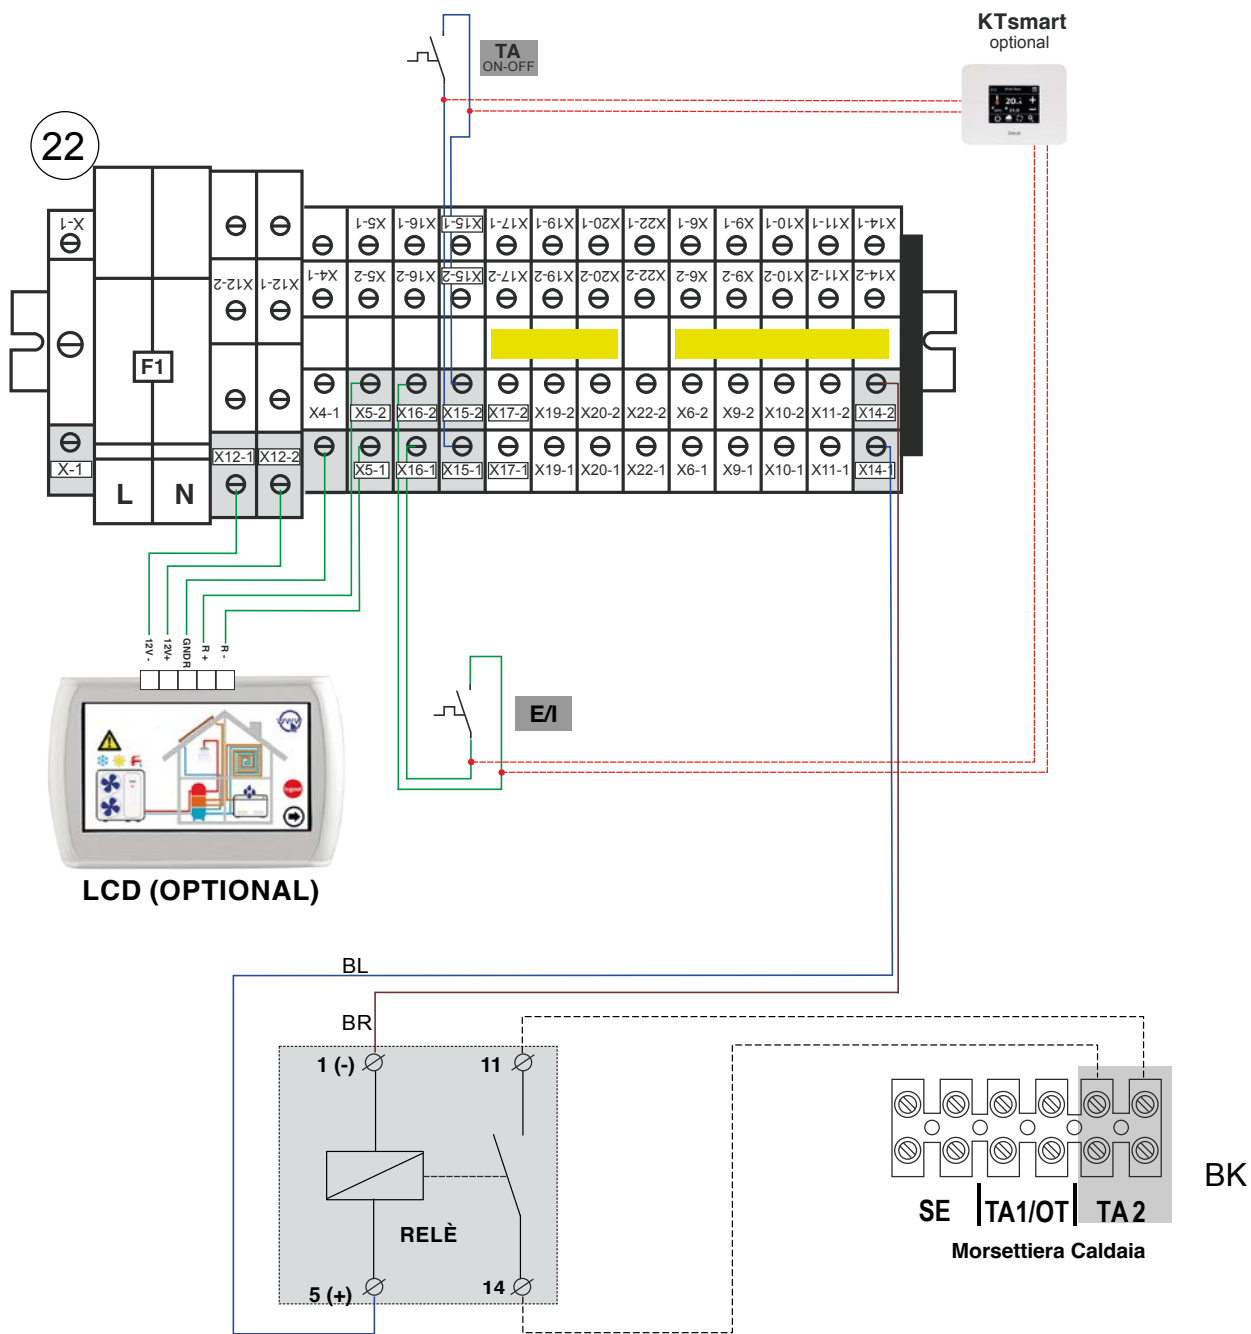 KTsmart
optional
TA
ON-OFF
22
X-1
X5-1 X16-1 X15-1 X17-1 X19-1 X20-1 X22-1 X6-1 X9-1 X10-1 X11-1 X14-1
X12-2 X12-1 X4-1 X5-2 X16-2 X15-2 X17-2 X19-2 X20-2 X22-2 X6-2 X9-2 X10-2 X11-2 X14-2
F1
X4-1 X5-2 X16-2 X15-2 X17-2 X19-2 X20-2 X22-2 X6-2 X9-2 X10-2 X11-2 X14-2
X-1 X12-1 X12-2 X5-1 X16-1 X15-1 X17-1 X19-1 X20-1 X22-1 X6-1 X9-1 X10-1 X11-1 X14-1
L N
12V -
12V+
GNDR
R +
R -
E/I
LCD (OPTIONAL)
BL
BR
1 (-) 11
RELÈ
5 (+) 14
SE TA1/OT TA2
BK
Morsettiera Caldaia